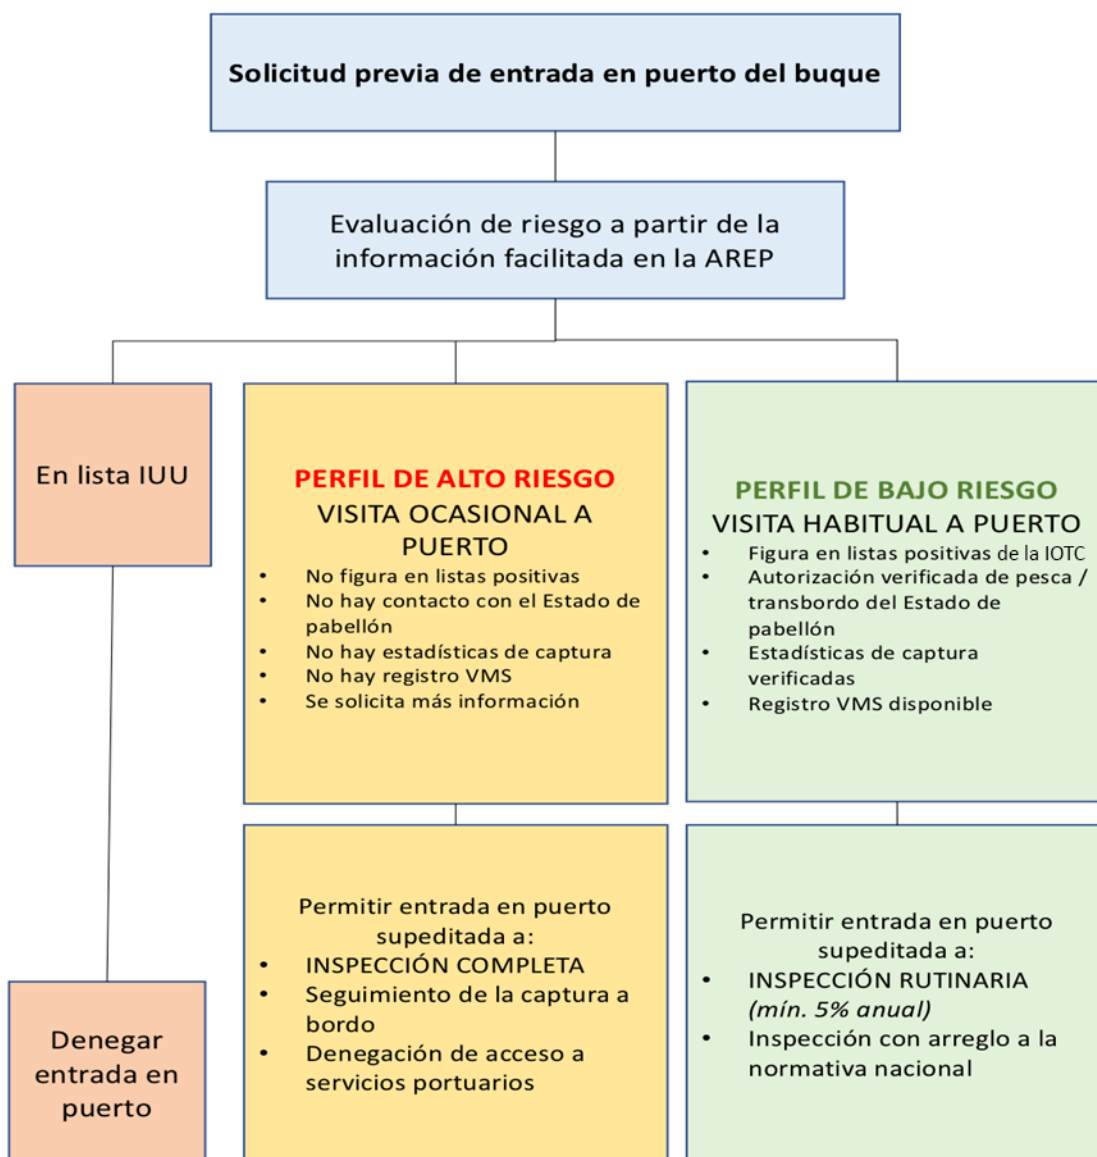 Solicitud previa de entrada en puerto del buque
Evaluación de riesgo a partir de la
información facilitada en la AREP
En lista IUU
PERFIL DE ALTO RIESGO
VISITA OCASIONAL A
PUERTO
• No figura en listas positivas
• No hay contacto con el Estado de
pabellón
• No hay estadísticas de captura
• No hay registro VMS
• Se solicita más información
PERFIL DE BAJO RIESGO
VISITA HABITUAL A PUERTO
• Figura en listas positivas de la IOTC
• Autorización verificada de pesca /
transbordo del Estado de
pabellón
• Estadísticas de captura
verificadas
• Registro VMS disponible
Denegar
entrada en
puerto
Permitir entrada en puerto
supeditada a:
• INSPECCIÓN COMPLETA
• Seguimiento de la captura a
bordo
• Denegación de acceso a
servicios portuarios
Permitir entrada en puerto
supeditada a:
• INSPECCIÓN RUTINARIA
(mín. 5% anual)
• Inspección con arreglo a la
normativa nacional